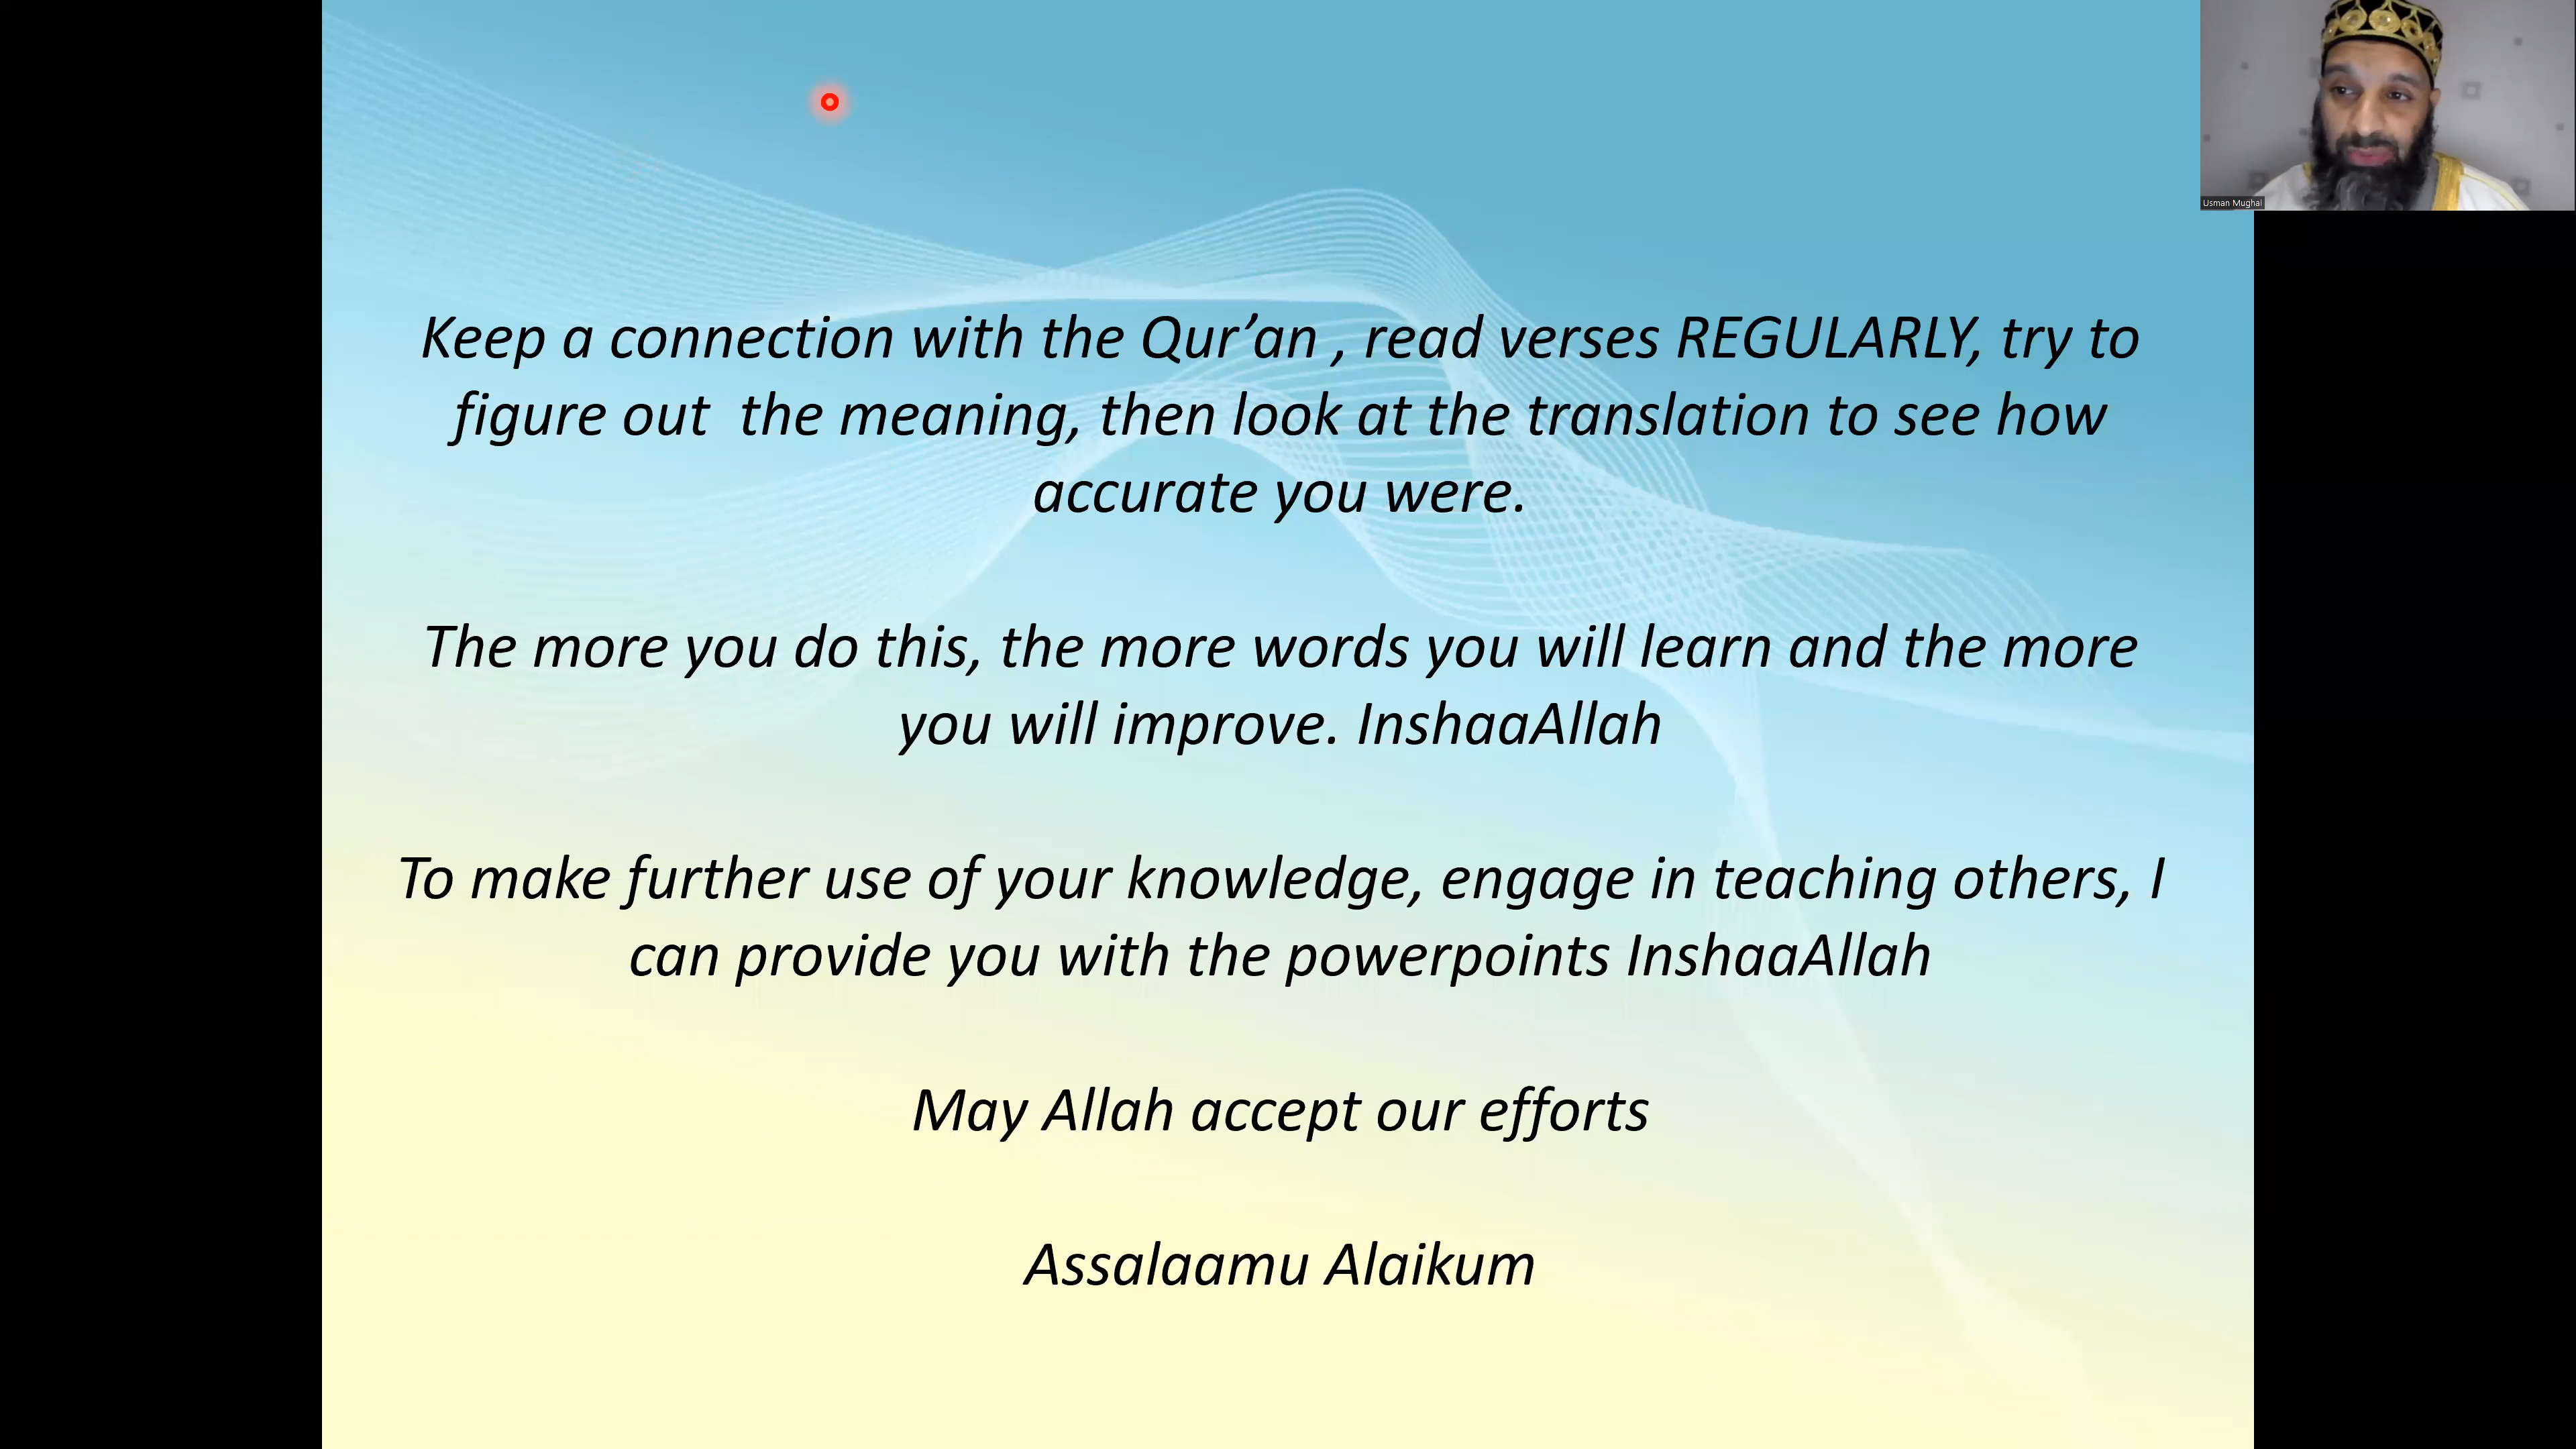 Usman Mughal
Keep a connection with the Qur’an , read verses REGULARLY, try to
figure out  the meaning, then look at the translation to see how
accurate you were.
The more you do this, the more words you will learn and the more
you will improve. InshaaAllah
To make further use of your knowledge, engage in teaching others, I
can provide you with the powerpoints InshaaAllah
May Allah accept our efforts
Assalaamu Alaikum